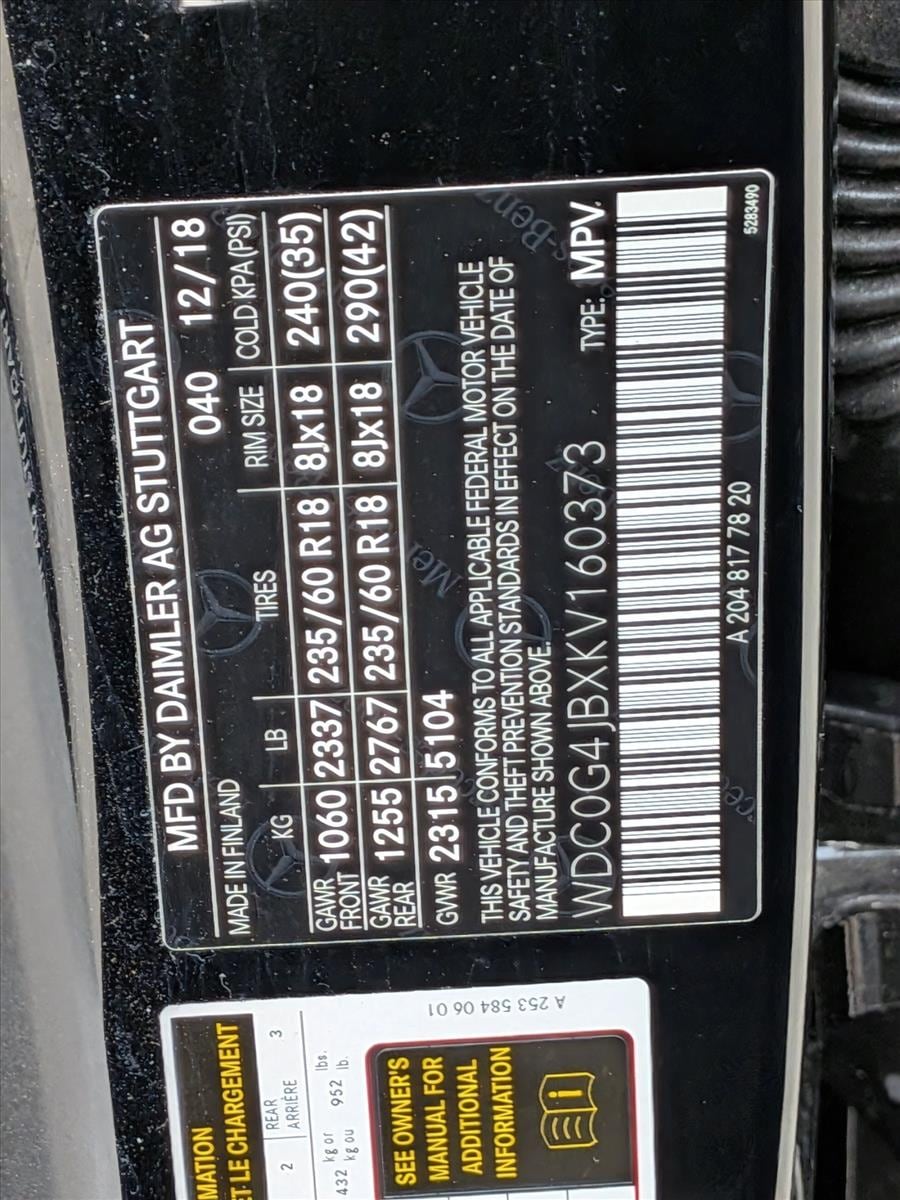 MFD BY DAIMLER AG STUTTGART
MADE IN FINLAND 040 12/18
KG LB TIRES RIM SIZE COLD KPA(PSI)
GAWR FRONT 1060 2337 235/60 R18 8Jx18 240(35)
GAWR REAR 1255 2767 235/60 R18 8Jx18 290(42)
GWR 2315 5104
THIS VEHICLE CONFORMS TO ALL APPLICABLE FEDERAL MOTOR VEHICLE
SAFETY AND THEFT PREVENTION STANDARDS IN EFFECT ON THE DATE OF
MANUFACTURE SHOWN ABOVE.
WDC0G4JBXKV160373 TYPE: MPV
A 204 817 78 20
5283490
MATION
ET LE CHARGEMENT
2 REAR 3
ARRIÈRE
432 kg or 952 lbs.
kg ou lb.
SEE OWNER'S
MANUAL FOR
ADDITIONAL
INFORMATION
i
A 253 584 06 01